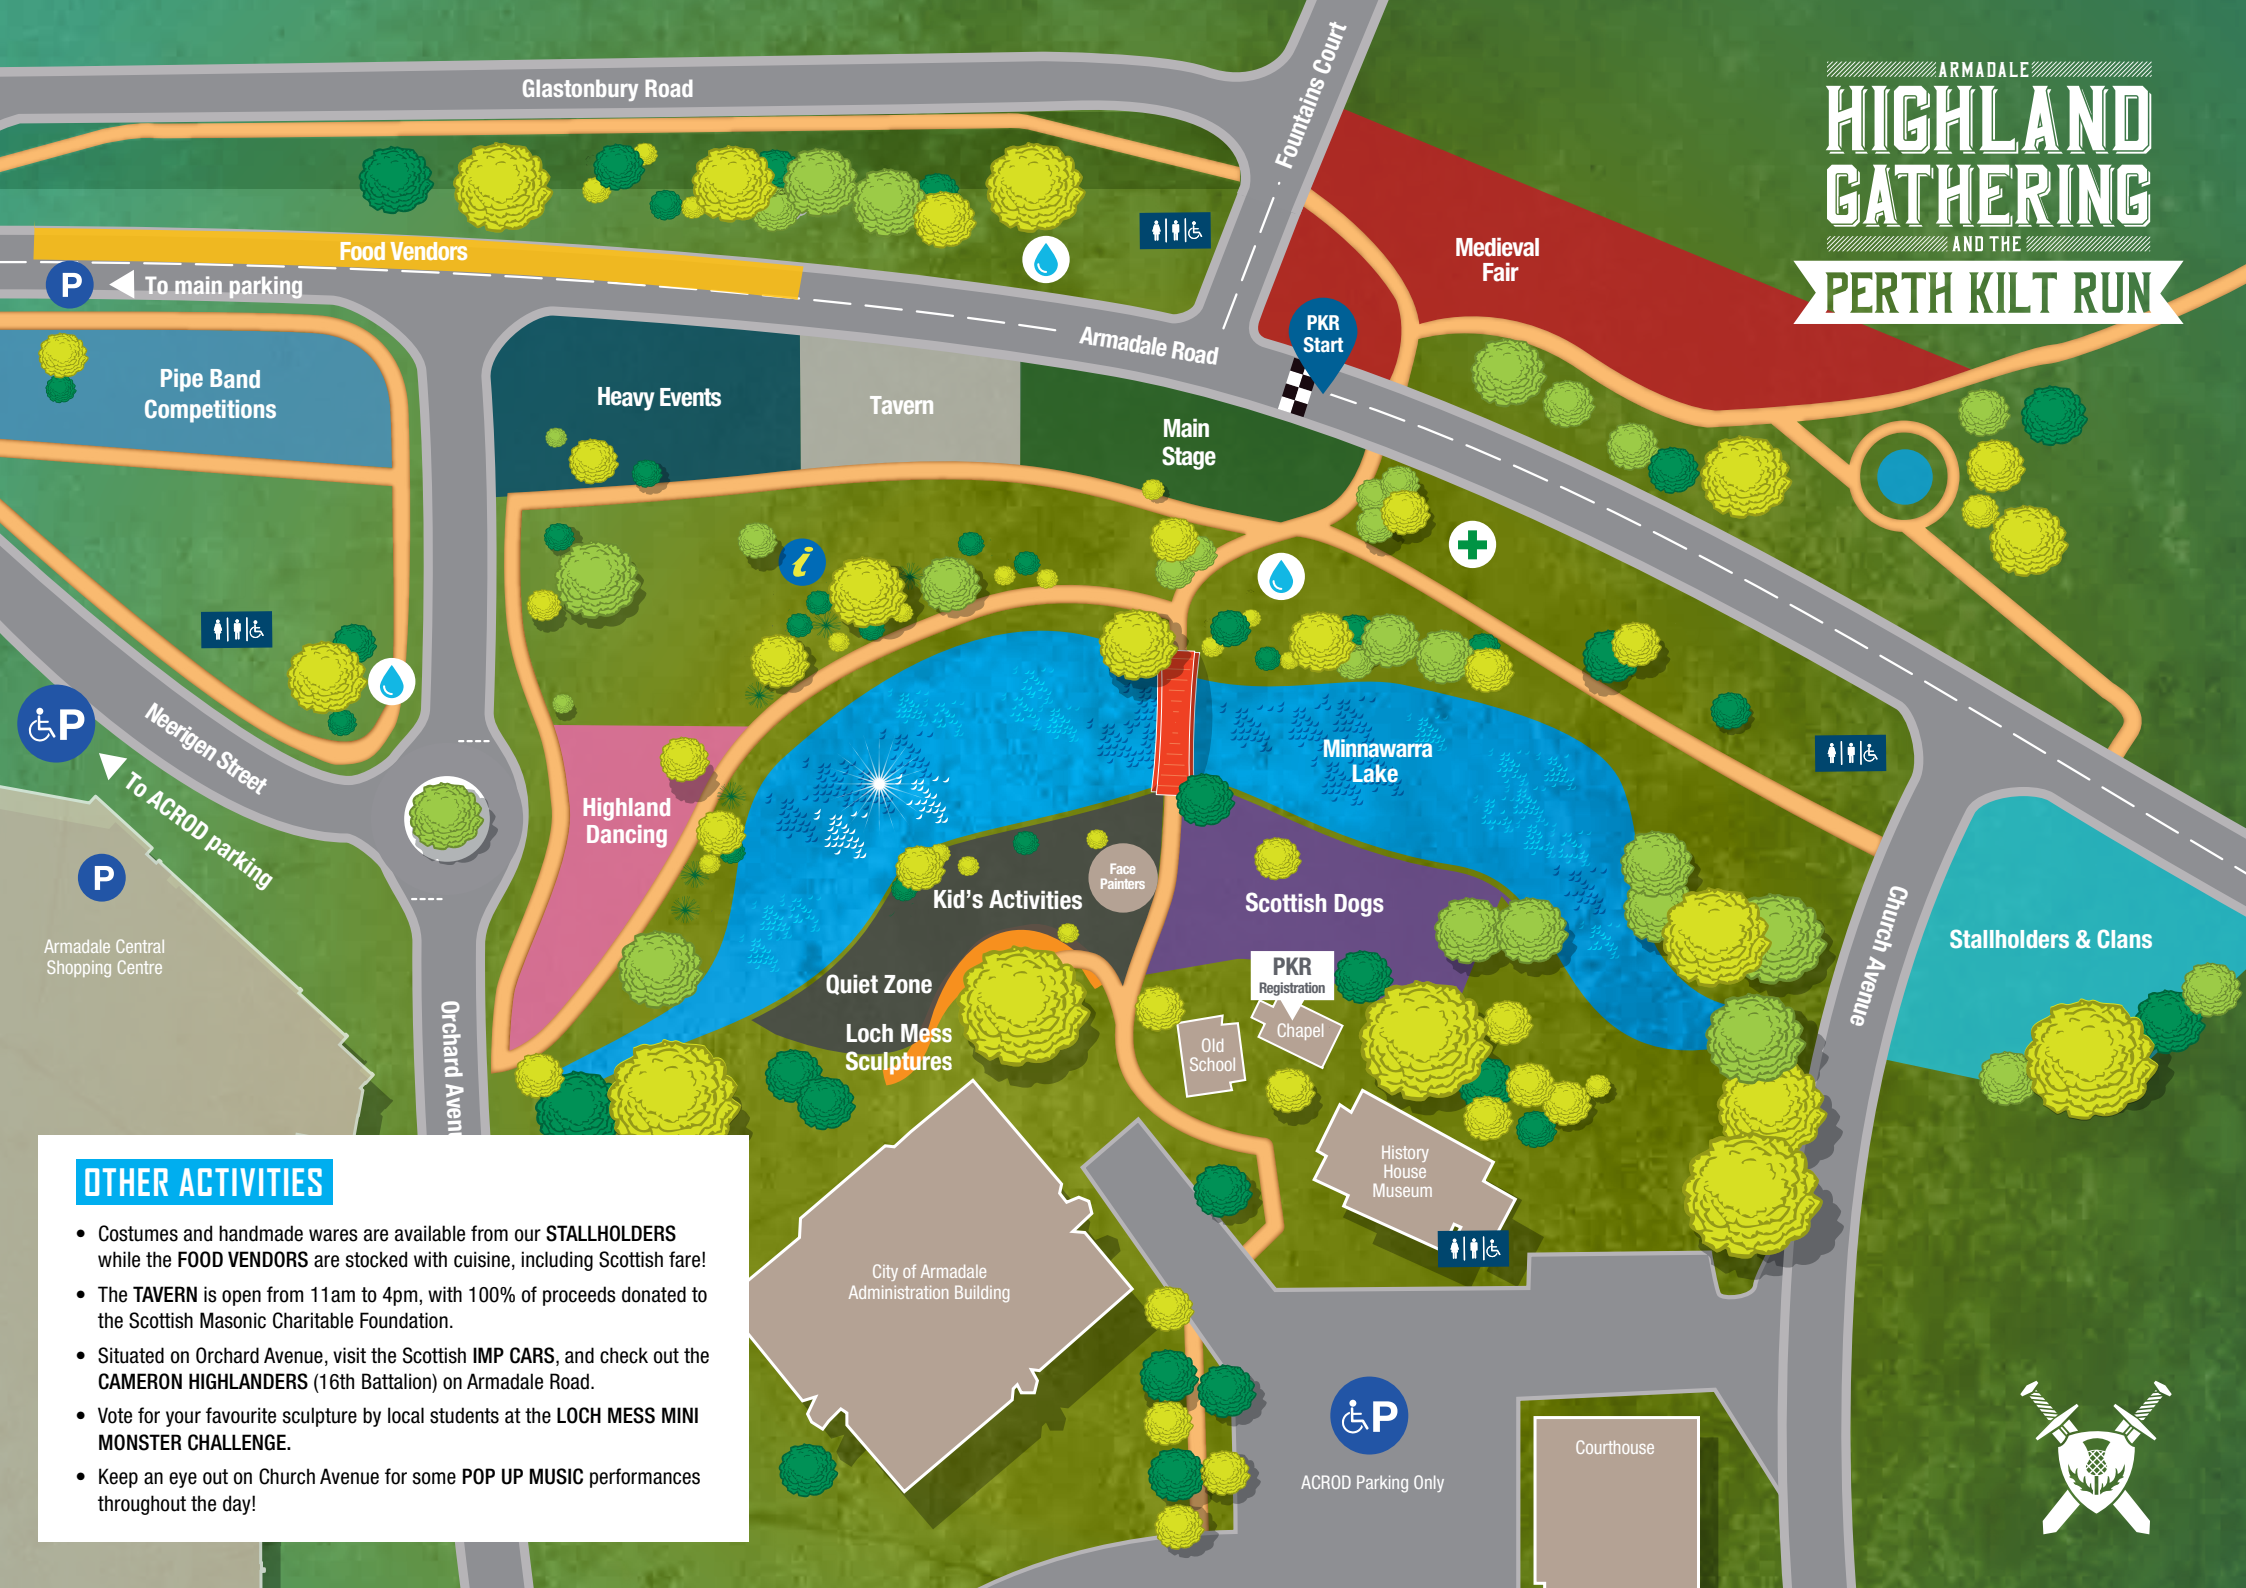 ARMADALE
HIGHLAND
GATHERING
AND THE
PERTH KILT RUN
Glastonbury Road
Fountains Court
Food Vendors
P
To main parking
Medieval
Fair
PKR
Start
Armadale Road
Pipe Band
Competitions
Heavy Events
Tavern
Main
Stage
i
Neerigen Street
P
To ACROD parking
P
Armadale Central
Shopping Centre
Minnawarra
Lake
Highland
Dancing
Face
Painters
Kid's Activities
Scottish Dogs
Church Avenue
Stallholders & Clans
Quiet Zone
PKR
Registration
Loch Mess
Sculptures
Chapel
Old
School
Orchard Aven
History
House
Museum
City of Armadale
Administration Building
P
ACROD Parking Only
Courthouse
OTHER ACTIVITIES
• Costumes and handmade wares are available from our STALLHOLDERS
while the FOOD VENDORS are stocked with cuisine, including Scottish fare!
• The TAVERN is open from 11am to 4pm, with 100% of proceeds donated to
the Scottish Masonic Charitable Foundation.
• Situated on Orchard Avenue, visit the Scottish IMP CARS, and check out the
CAMERON HIGHLANDERS (16th Battalion) on Armadale Road.
• Vote for your favourite sculpture by local students at the LOCH MESS MINI
MONSTER CHALLENGE.
• Keep an eye out on Church Avenue for some POP UP MUSIC performances
throughout the day!